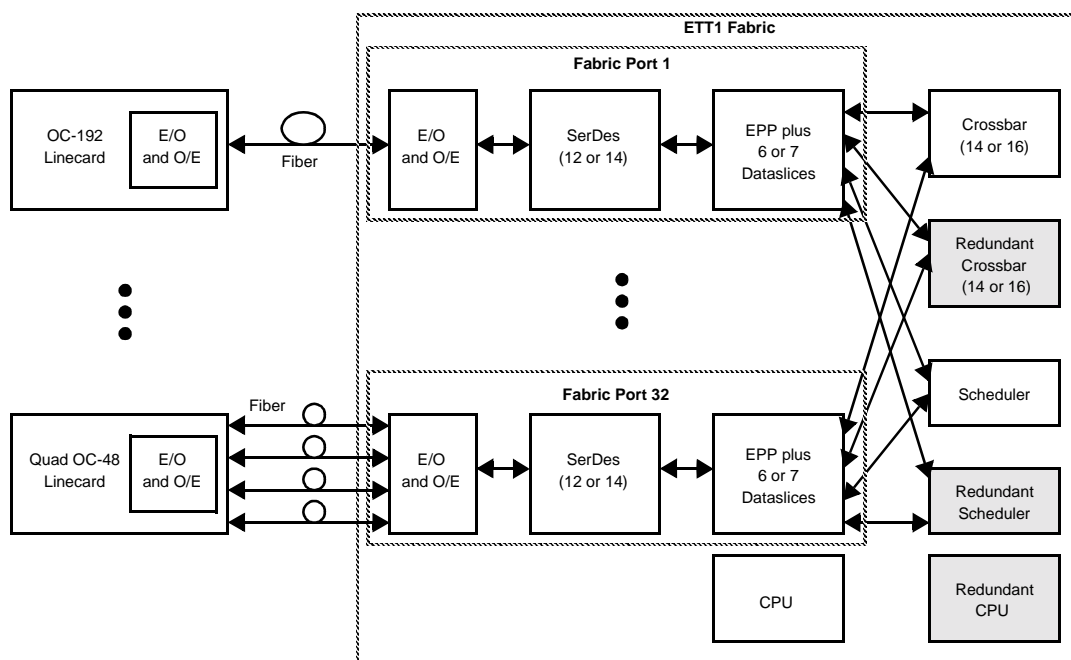 ETT1 Fabric
Fabric Port 1
OC-192
Linecard
E/O
and O/E
Fiber
E/O
and O/E
SerDes
(12 or 14)
EPP plus
6 or 7
Dataslices
Crossbar
(14 or 16)
Redundant
Crossbar
(14 or 16)
Scheduler
Fabric Port 32
Fiber
Quad OC-48
Linecard
E/O
and O/E
E/O
and O/E
SerDes
(12 or 14)
EPP plus
6 or 7
Dataslices
Redundant
Scheduler
CPU
Redundant
CPU